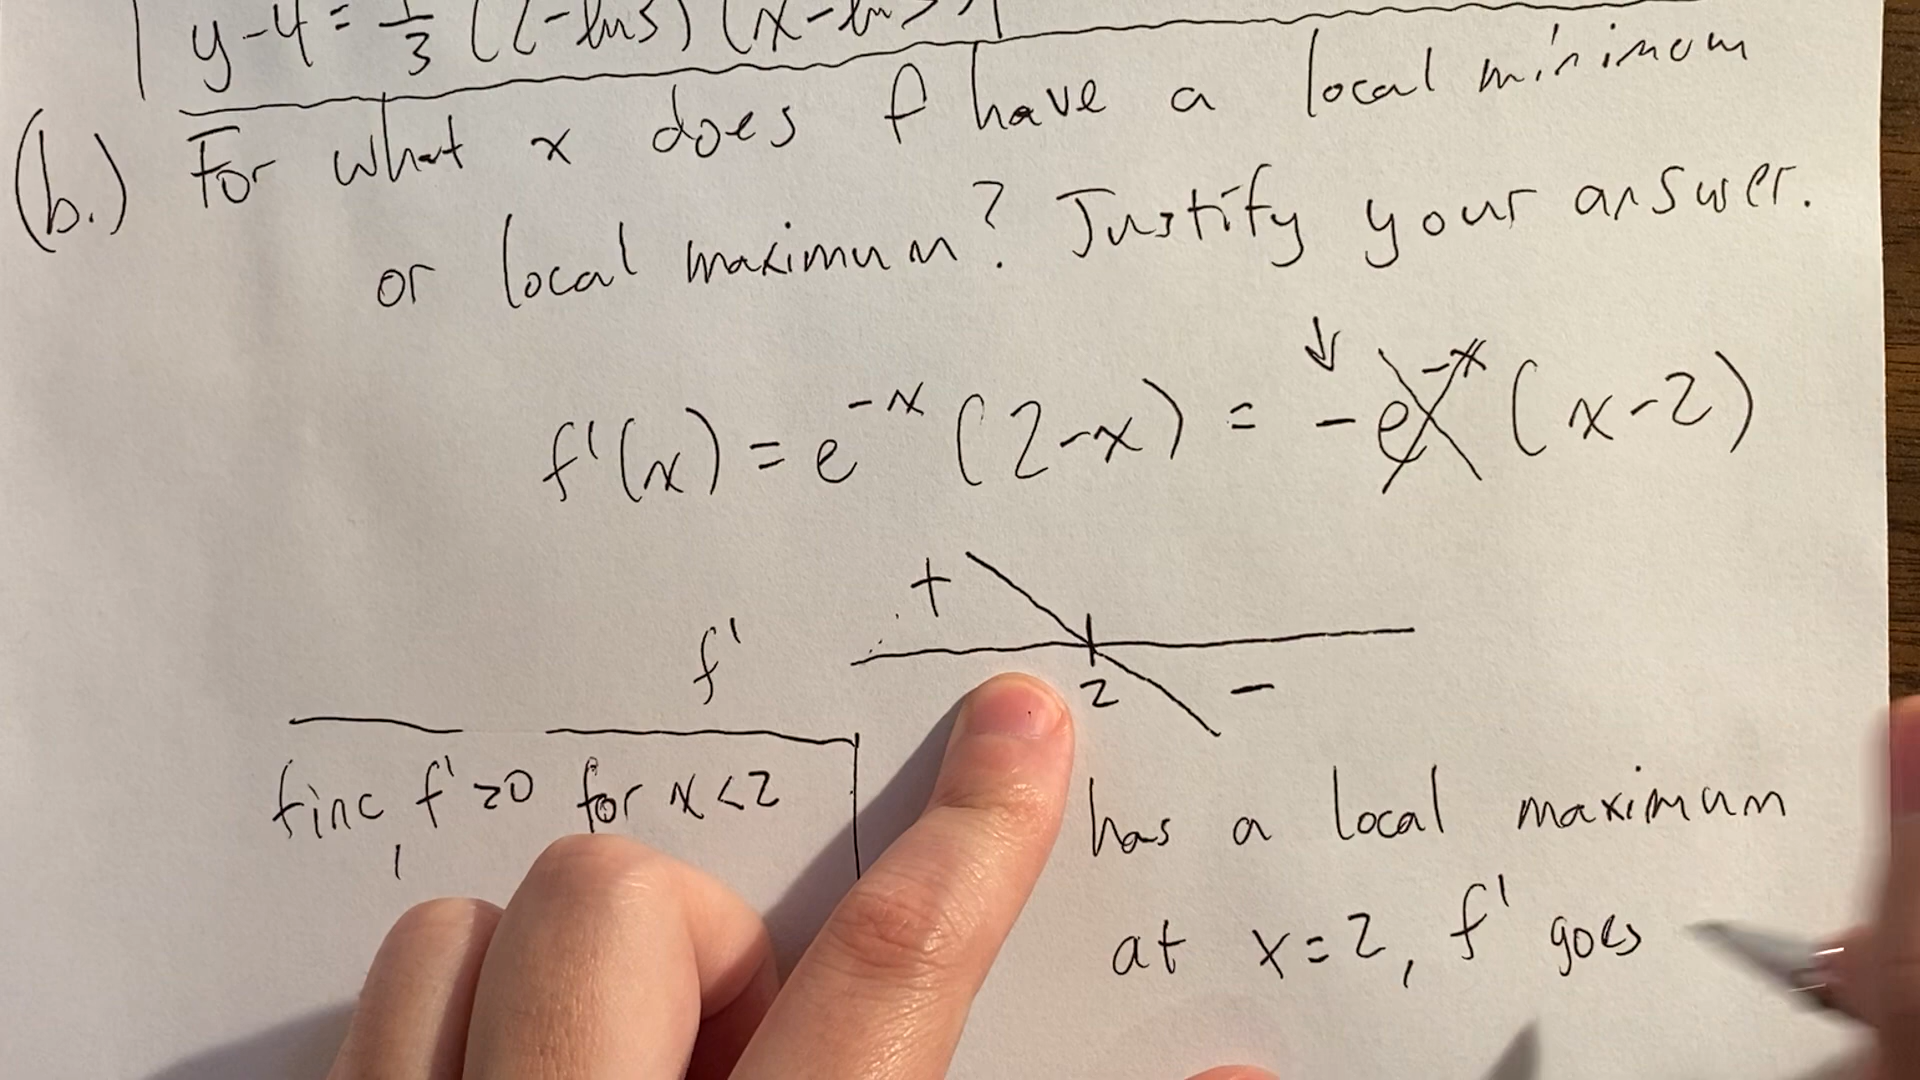 y-4 = 1/3 (2-ln3) (x-ln
(b.) For what x does f have a local minimum
or local maximum? Justify your answer.
↓
f'(x) = e^{-x} (2-x) = -e^{-x} (x-2)
+
f'
2 -
f inc, f' ≥0 for x<2
has a local maximum
at x=2, f' goes